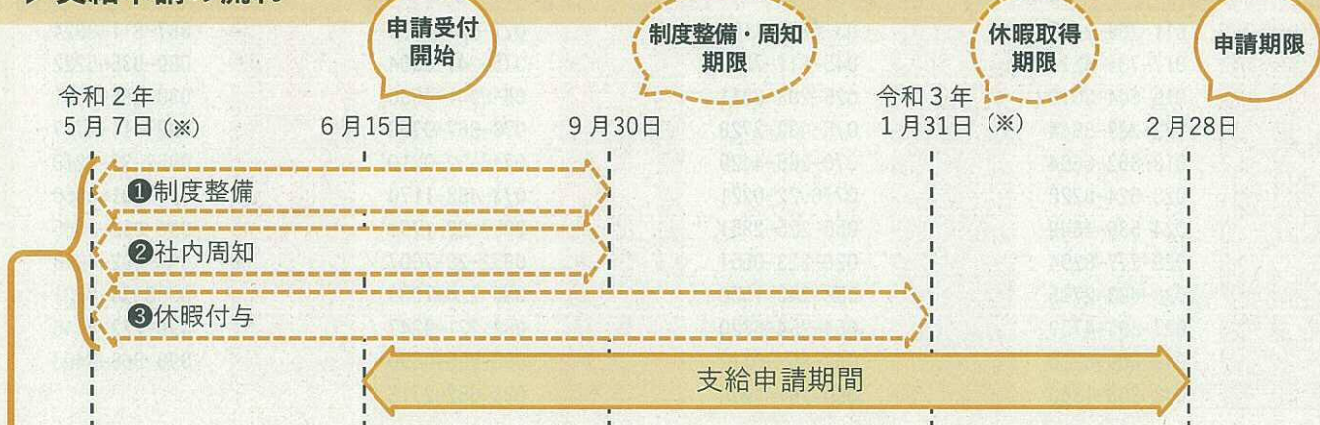 支給申請の流れ
申請受付
開始
制度整備・周知
期限
休暇取得
期限
申請期限
令和2年
5月7日(※)
6月15日
9月30日
令和3年
1月31日(※)
2月28日
❶制度整備
❷社内周知
❸休暇付与
支給申請期間